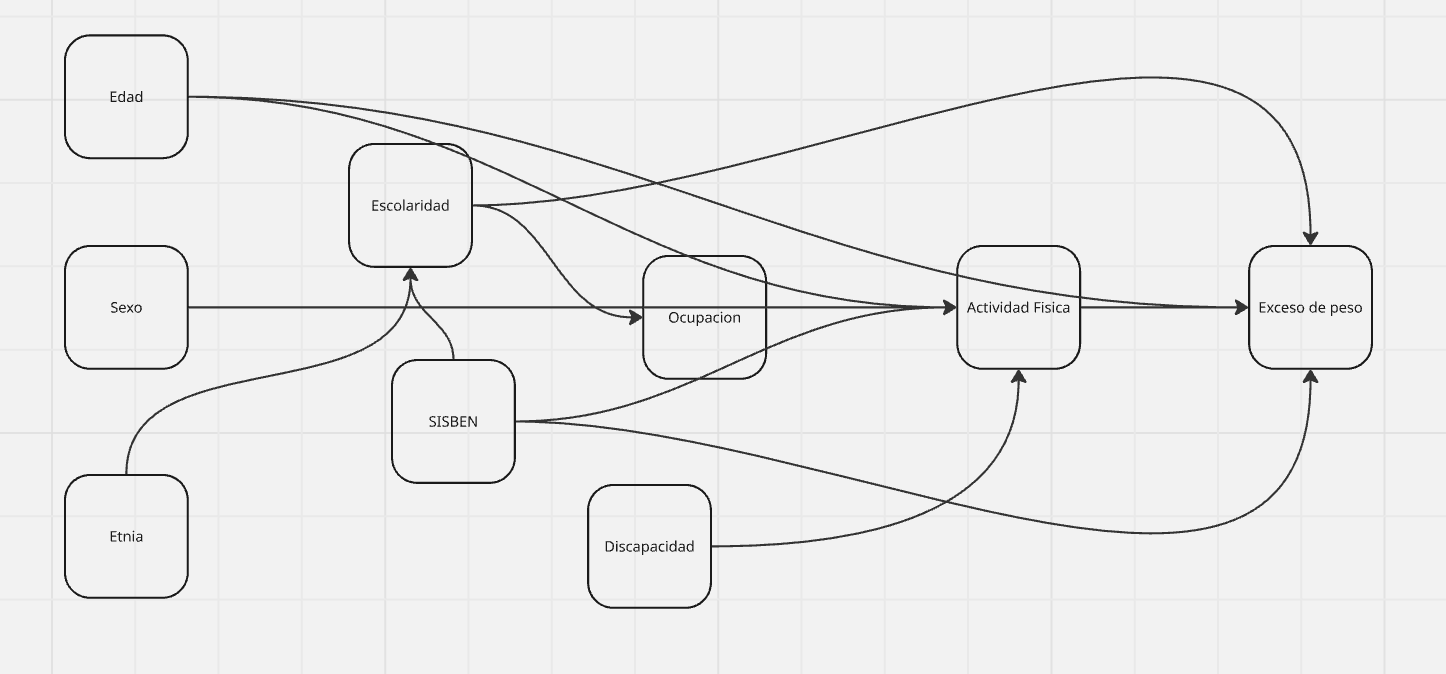 Edad
Escolaridad
Sexo
Ocupacion
Actividad Fisica
Exceso de peso
SISBEN
Etnia
Discapacidad